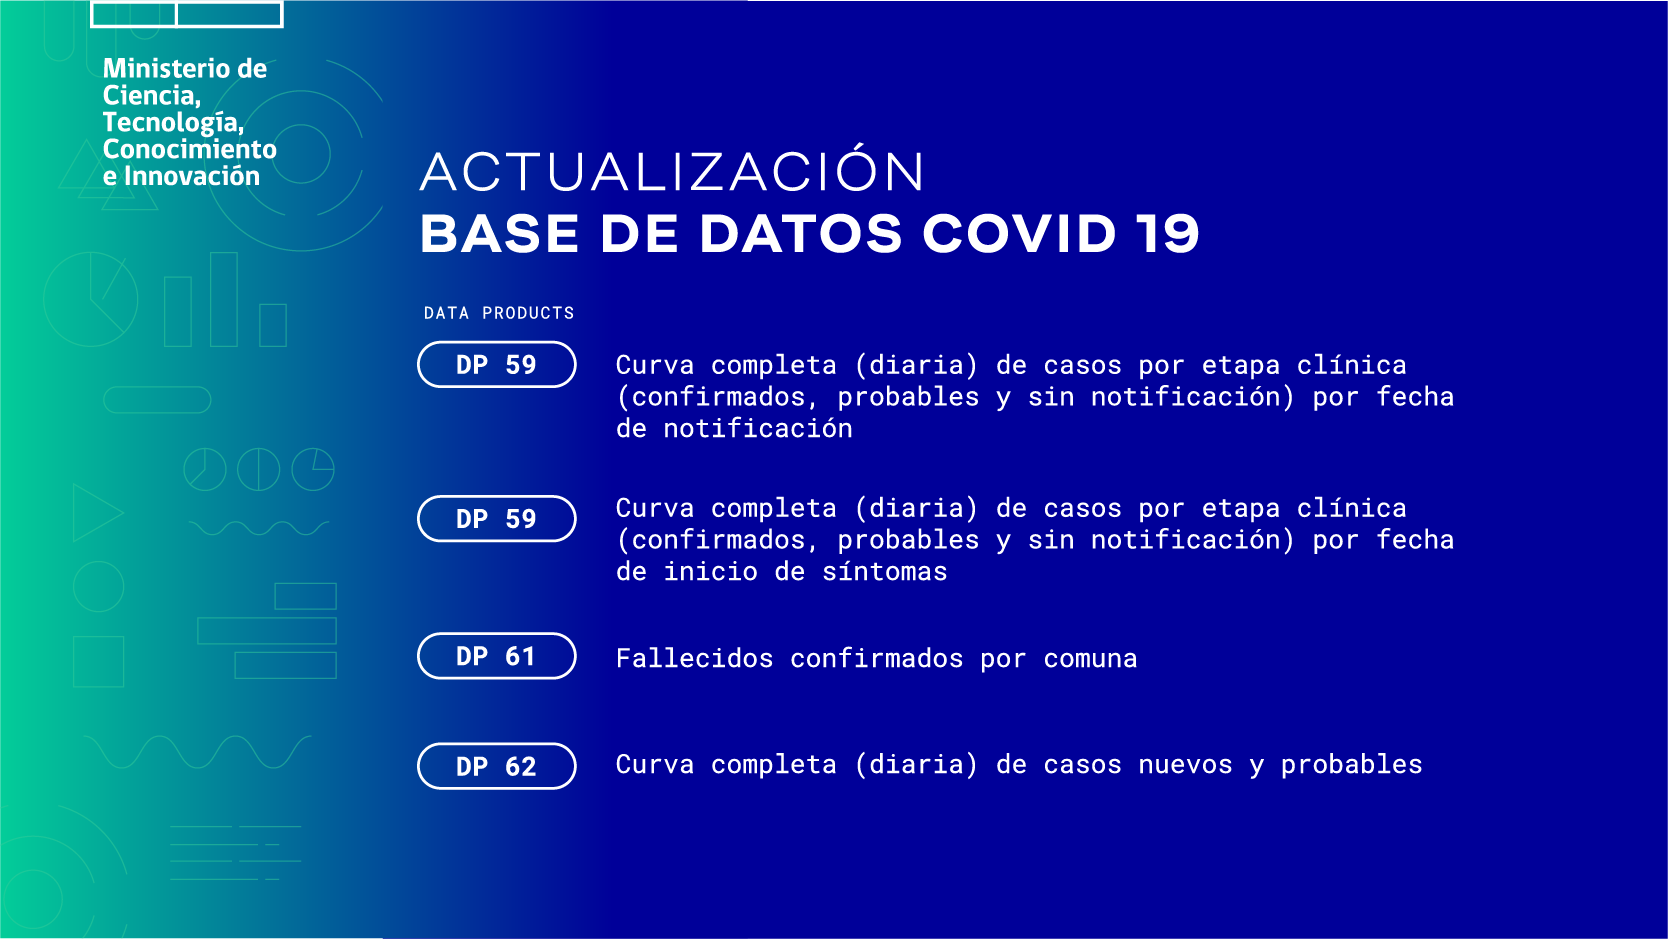 Ministerio de
Ciencia,
Tecnología,
Conocimiento
e Innovación
ACTUALIZACIÓN
BASE DE DATOS COVID 19
DATA PRODUCTS
DP 59
Curva completa (diaria) de casos por etapa clínica
(confirmados, probables y sin notificación) por fecha
de notificación
DP 59
Curva completa (diaria) de casos por etapa clínica
(confirmados, probables y sin notificación) por fecha
de inicio de síntomas
DP 61
Fallecidos confirmados por comuna
DP 62
Curva completa (diaria) de casos nuevos y probables